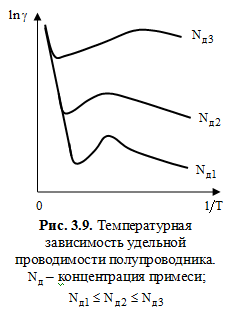 lnγ
Nд3
Nд2
Nд1
0
1/T
Рис. 3.9. Температурная
зависимость удельной
проводимости полупроводника.
Nд – концентрация примеси;
Nд1 ≤ Nд2 ≤ Nд3